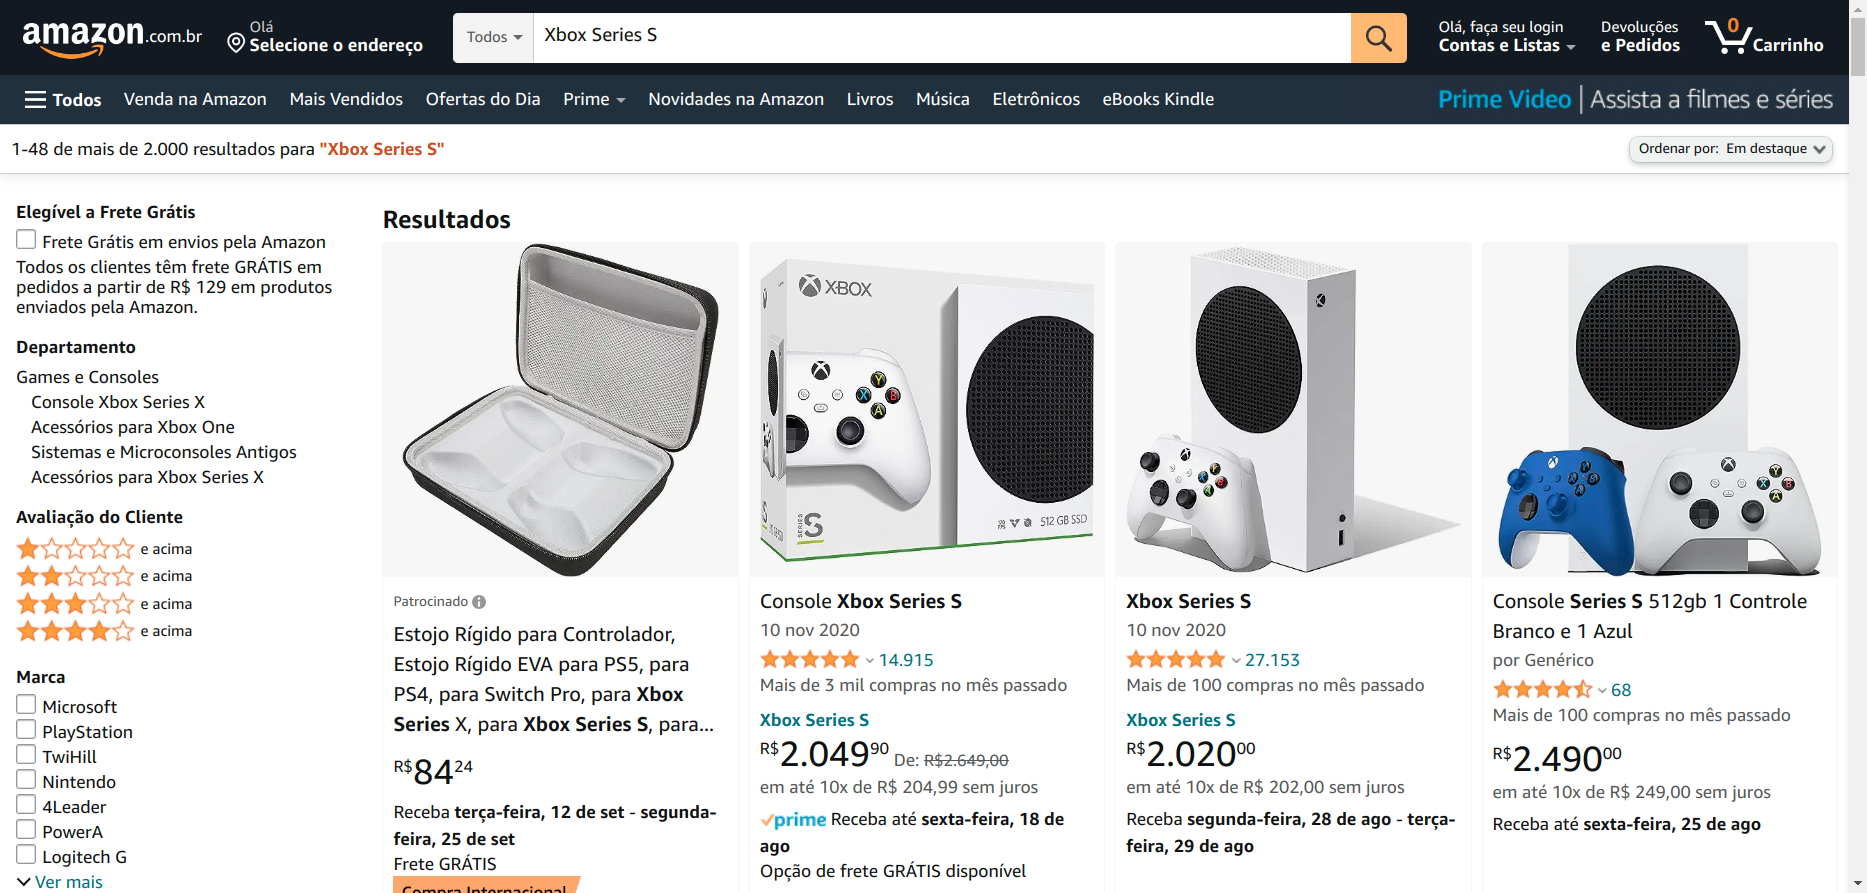 amazon.com.br
Olá
Selecione o endereço
Todos
Xbox Series S
Olá, faça seu login
Contas e Listas
Devoluções
e Pedidos
0
Carrinho
Todos
Venda na Amazon
Mais Vendidos
Ofertas do Dia
Prime
Novidades na Amazon
Livros
Música
Eletrônicos
eBooks Kindle
Prime Video | Assista a filmes e séries
1-48 de mais de 2.000 resultados para "Xbox Series S"
Ordenar por: Em destaque
Elegível a Frete Grátis
Frete Grátis em envios pela Amazon
Todos os clientes têm frete GRÁTIS em
pedidos a partir de R$ 129 em produtos
enviados pela Amazon.
Departamento
Games e Consoles
Console Xbox Series X
Acessórios para Xbox One
Sistemas e Microconsoles Antigos
Acessórios para Xbox Series X
Avaliação do Cliente
e acima
e acima
e acima
e acima
Marca
Microsoft
PlayStation
TwiHill
Nintendo
4Leader
PowerA
Logitech G
Ver mais
Resultados
Patrocinado
Estojo Rígido para Controlador,
Estojo Rígido EVA para PS5, para
PS4, para Switch Pro, para Xbox
Series X, para Xbox Series S, para...
R$8424
Receba terça-feira, 12 de set - segunda-
feira, 25 de set
Frete GRÁTIS
Compra Internacional
XBOX
Y
X
B
A
SERIES S
512 GB SSD
Console Xbox Series S
10 nov 2020
14.915
Mais de 3 mil compras no mês passado
Xbox Series S
R$2.04990 De: R$2.649,00
em até 10x de R$ 204,99 sem juros
prime Receba até sexta-feira, 18 de
ago
Opção de frete GRÁTIS disponível
Xbox Series S
10 nov 2020
27.153
Mais de 100 compras no mês passado
Xbox Series S
R$2.02000
em até 10x de R$ 202,00 sem juros
Receba segunda-feira, 28 de ago - terça-
feira, 29 de ago
Console Series S 512gb 1 Controle
Branco e 1 Azul
por Genérico
68
Mais de 100 compras no mês passado
R$2.49000
em até 10x de R$ 249,00 sem juros
Receba até sexta-feira, 25 de ago